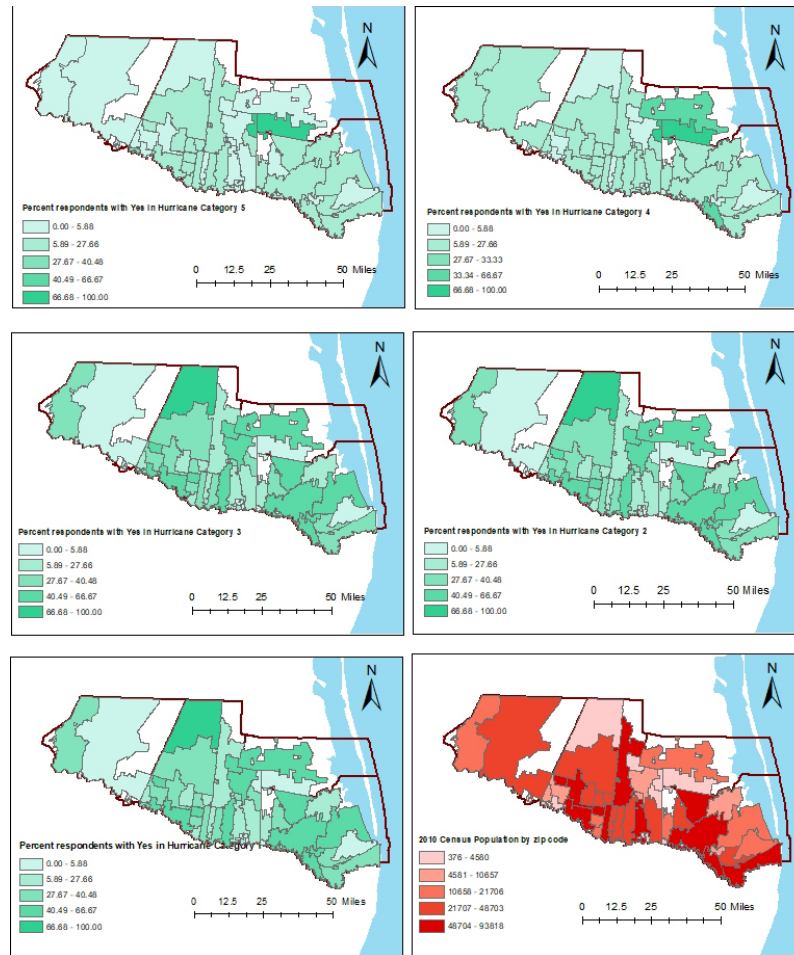 N
Percent respondents with Yes in Hurricane Category 5
0.00 - 5.88
5.89 - 27.66
27.67 - 40.48
40.49 - 66.67
66.68 - 100.00
0 12.5 25 50 Miles
N
Percent respondents with Yes in Hurricane Category 4
0.00 - 5.88
5.89 - 27.66
27.67 - 33.33
33.34 - 66.67
66.68 - 100.00
0 12.5 25 50 Miles
N
Percent respondents with Yes in Hurricane Category 3
0.00 - 5.88
5.89 - 27.66
27.67 - 40.48
40.49 - 66.67
66.68 - 100.00
0 12.5 25 50 Miles
N
Percent respondents with Yes in Hurricane Category 2
0.00 - 5.88
5.89 - 27.66
27.67 - 40.48
40.49 - 66.67
66.68 - 100.00
0 12.5 25 50 Miles
N
Percent respondents with Yes in Hurricane Category 1
0.00 - 5.88
5.89 - 27.66
27.67 - 40.48
40.49 - 66.67
66.68 - 100.00
0 12.5 25 50 Miles
N
2010 Census Population by zip code
376 - 4580
4581 - 10657
10658 - 21706
21707 - 48703
48704 - 93818
0 12.5 25 50 Miles